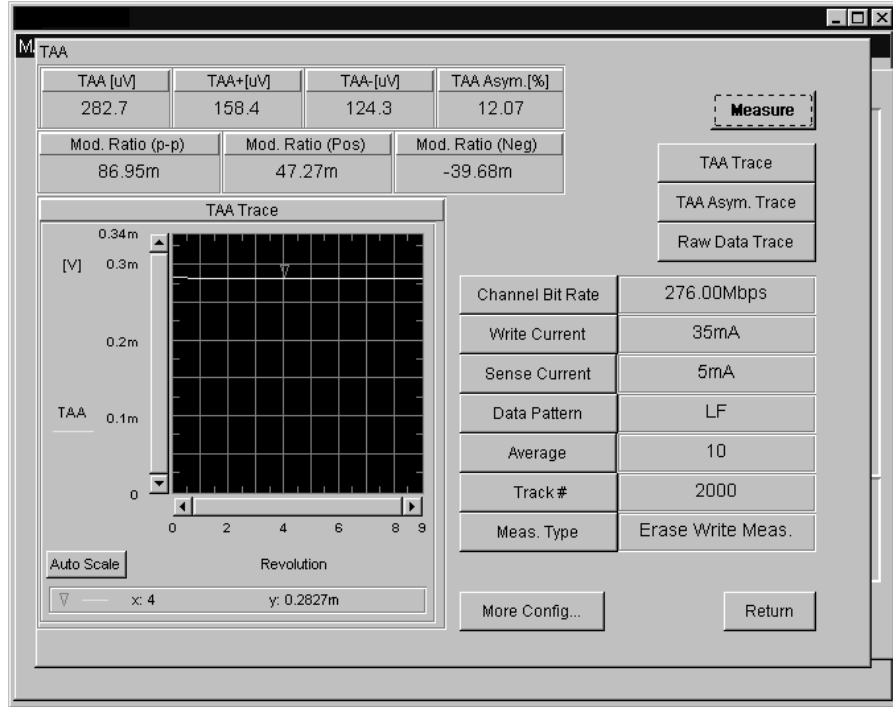 M.
TAA
TAA [uV] TAA+[uV] TAA-[uV] TAA Asym.[%]
282.7 158.4 124.3 12.07
Mod. Ratio (p-p) Mod. Ratio (Pos) Mod. Ratio (Neg)
86.95m 47.27m -39.68m
Measure
TAA Trace
TAA Asym. Trace
Raw Data Trace
TAA Trace
0.34m
[V] 0.3m
0.2m
TAA 0.1m
0
0 2 4 6 8 9
Auto Scale Revolution
x: 4 y: 0.2827m
Channel Bit Rate 276.00Mbps
Write Current 35mA
Sense Current 5mA
Data Pattern LF
Average 10
Track # 2000
Meas. Type Erase Write Meas.
More Config... Return